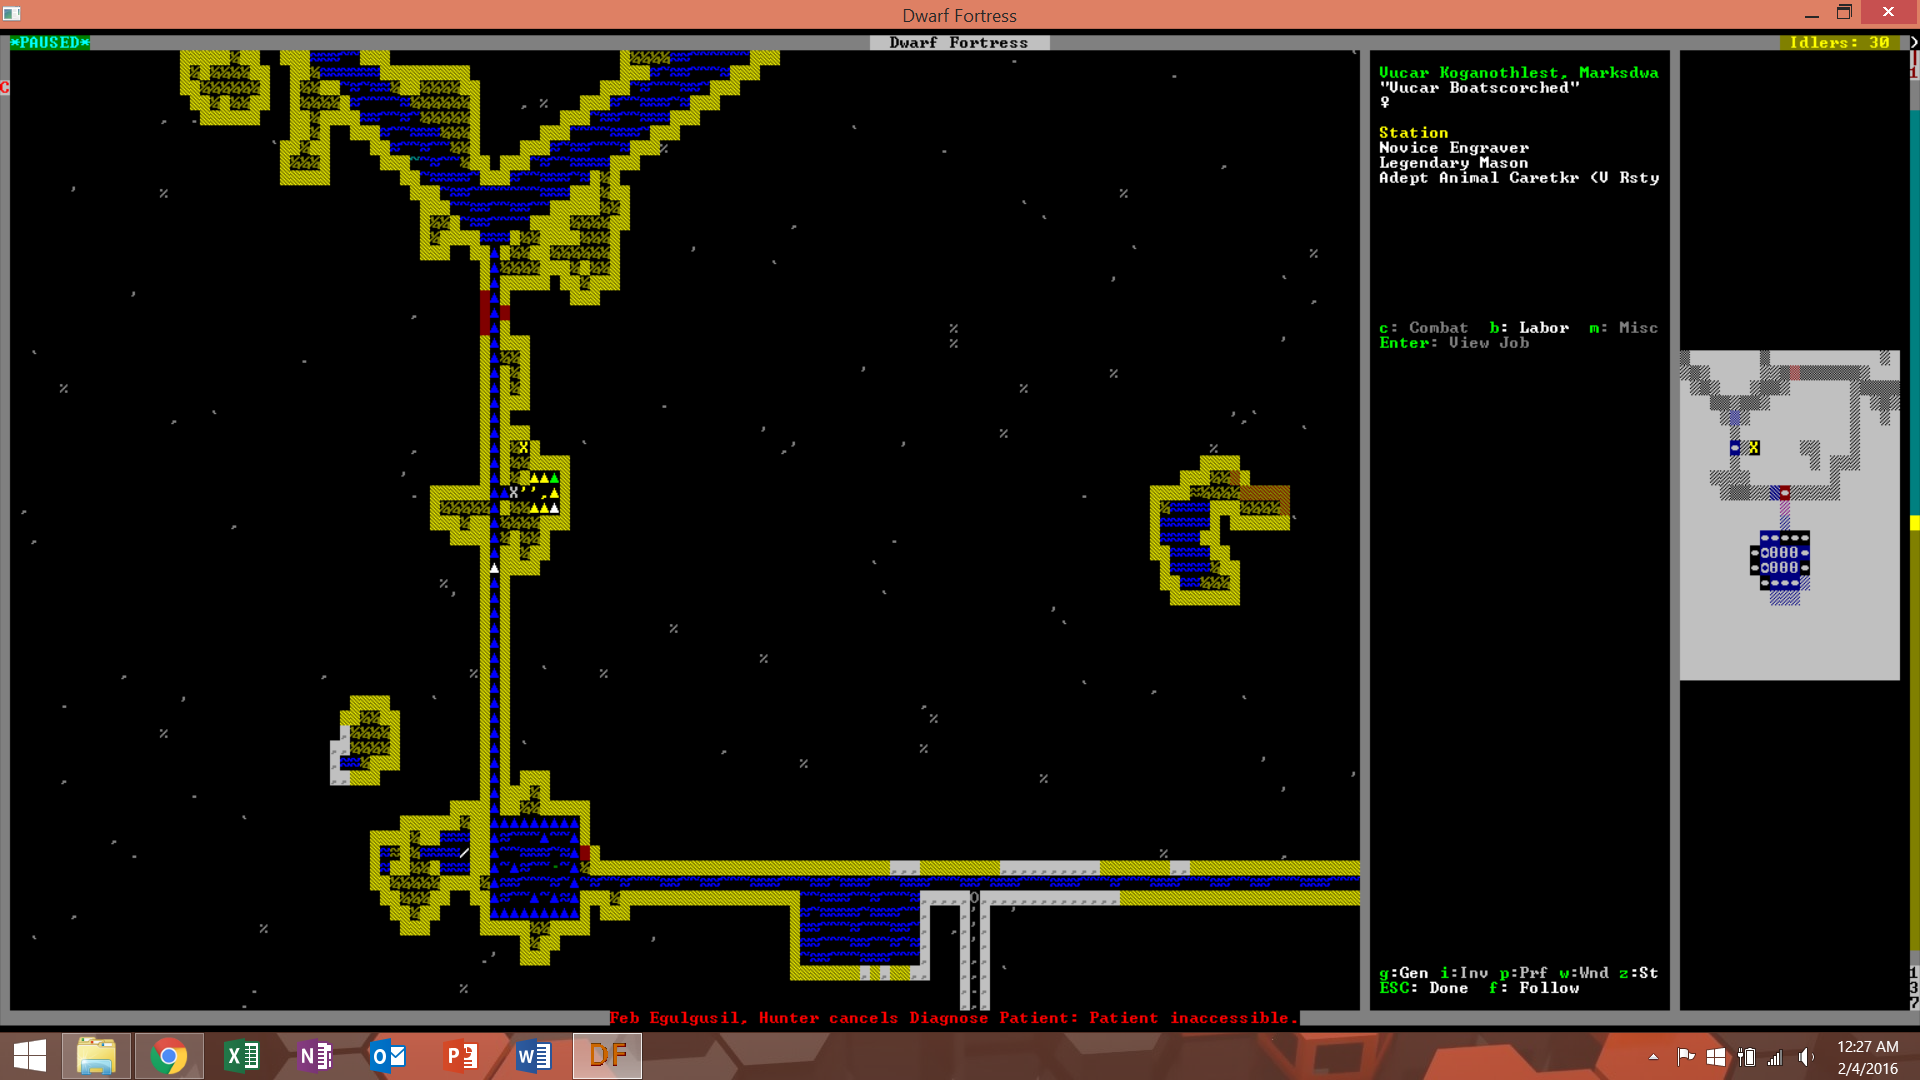 Dwarf Fortress
*PAUSED*
Dwarf Fortress
Idlers: 30
Vucar Koganothlest, Marksdwa
"Vucar Boatscorched"
♀
Station
Novice Engraver
Legendary Mason
Adept Animal Caretkr (V Rsty
c: Combat b: Labor m: Misc
Enter: View Job
g:Gen i:Inv p:Prf w:Wnd z:St
ESC: Done f: Follow
Feb Egulgusil, Hunter cancels Diagnose Patient: Patient inaccessible.
DF
12:27 AM
2/4/2016